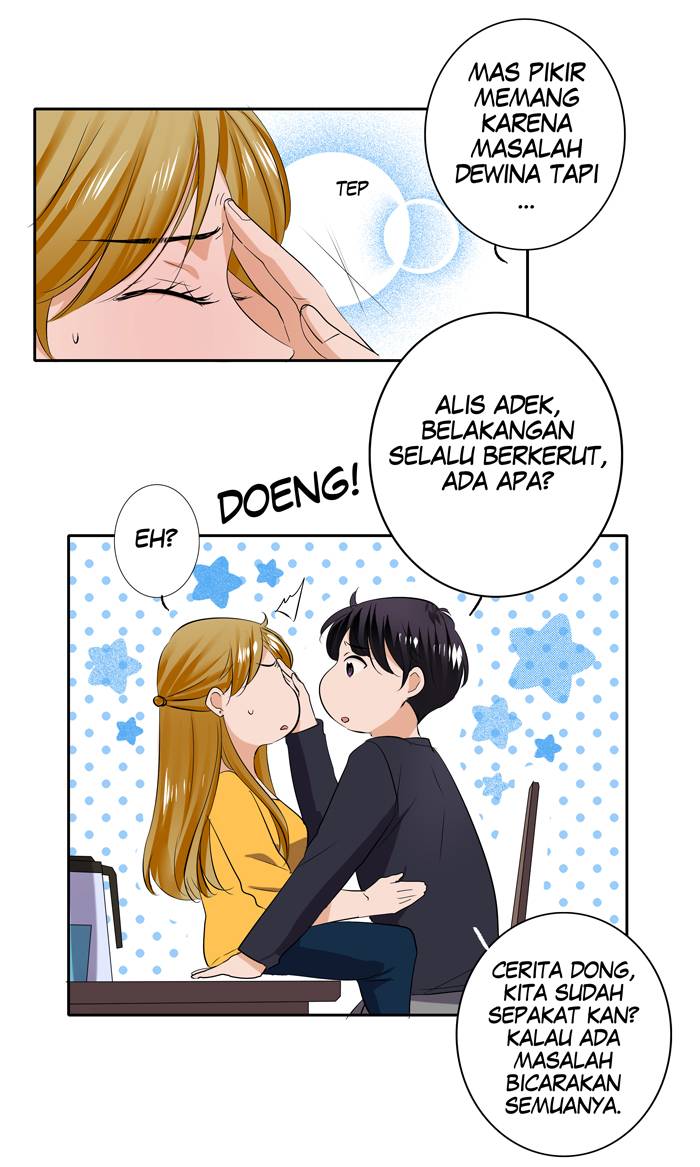 MAS PIKIR
MEMANG
KARENA
MASALAH
DEWINA TAPI
...
TEP
ALIS ADEK,
BELAKANGAN
SELALU BERKERUT,
ADA APA?
DOENG!
EH?
CERITA DONG,
KITA SUDAH
SEPAKAT KAN?
KALAU ADA
MASALAH
BICARAKAN
SEMUANYA.